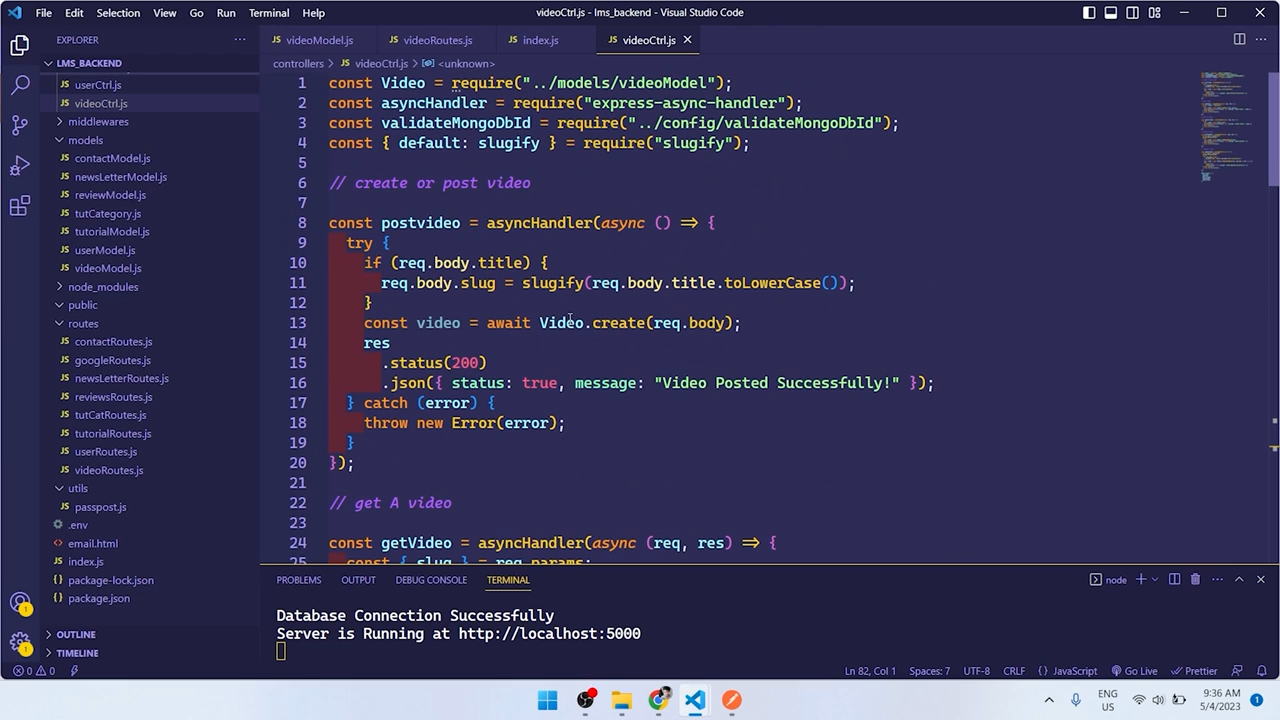 File Edit Selection View Go Run Terminal Help
videoCtrl.js - lms_backend - Visual Studio Code
EXPLORER
videoModel.js
videoRoutes.js
index.js
videoCtrl.js
LMS_BACKEND
controllers > videoCtrl.js > <unknown>
userCtrl.js
videoCtrl.js
middlewares
models
contactModel.js
newsLetterModel.js
reviewModel.js
tutCategory.js
tutorialModel.js
userModel.js
videoModel.js
node_modules
public
routes
contactRoutes.js
googleRoutes.js
newsLetterRoutes.js
reviewsRoutes.js
tutCatRoutes.js
tutorialRoutes.js
userRoutes.js
videoRoutes.js
utils
passpost.js
.env
email.html
index.js
package-lock.json
package.json
OUTLINE
TIMELINE
1 const Video = require("../models/videoModel");
2 const asyncHandler = require("express-async-handler");
3 const validateMongoDbId = require("../config/validateMongoDbId");
4 const { default: slugify } = require("slugify");
5
6 // create or post video
7
8 const postvideo = asyncHandler(async () => {
9 try {
10 if (req.body.title) {
11 req.body.slug = slugify(req.body.title.toLowerCase());
12 }
13 const video = await Video.create(req.body);
14 res
15 .status(200)
16 .json({ status: true, message: "Video Posted Successfully!" });
17 } catch (error) {
18 throw new Error(error);
19 }
20 });
21
22 // get A video
23
24 const getVideo = asyncHandler(async (req, res) => {
25 const { slug } = req.params;
PROBLEMS OUTPUT DEBUG CONSOLE TERMINAL
node
Database Connection Successfully
Server is Running at http://localhost:5000
0 0
Ln 82, Col 1 Spaces: 7 UTF-8 CRLF { } JavaScript Go Live Prettier
ENG
US
9:36 AM
5/4/2023
1
1
1